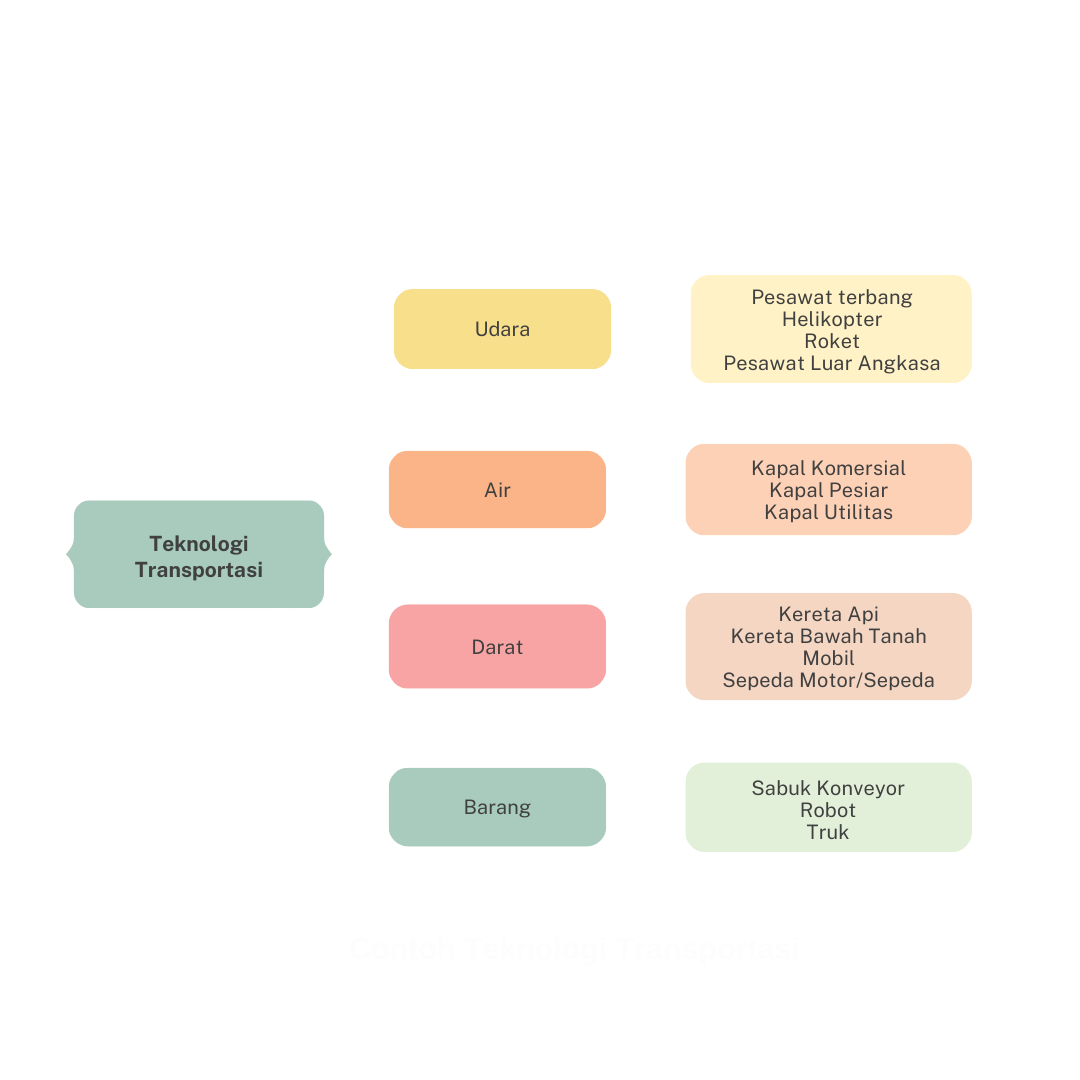 Teknologi
Transportasi
Udara
Pesawat terbang
Helikopter
Roket
Pesawat Luar Angkasa
Air
Kapal Komersial
Kapal Pesiar
Kapal Utilitas
Darat
Kereta Api
Kereta Bawah Tanah
Mobil
Sepeda Motor/Sepeda
Barang
Sabuk Konveyor
Robot
Truk
Contoh Teknologi Transportasi